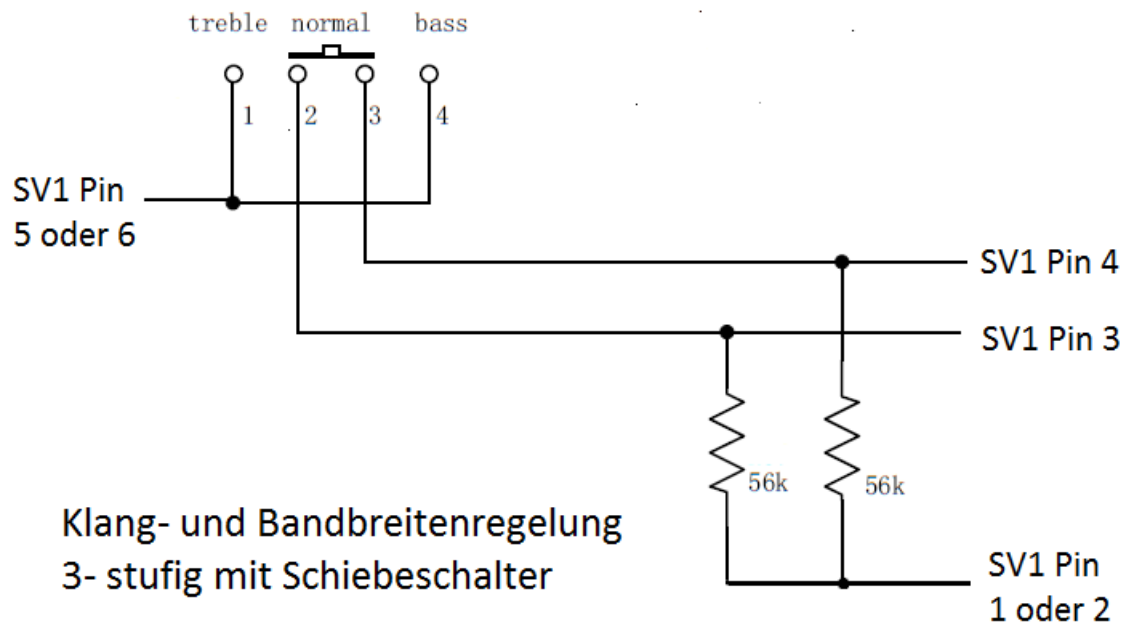 treble normal bass
1 2 3 4
SV1 Pin
5 oder 6
SV1 Pin 4
SV1 Pin 3
56k 56k
Klang- und Bandbreitenregelung
3- stufig mit Schiebeschalter
SV1 Pin
1 oder 2